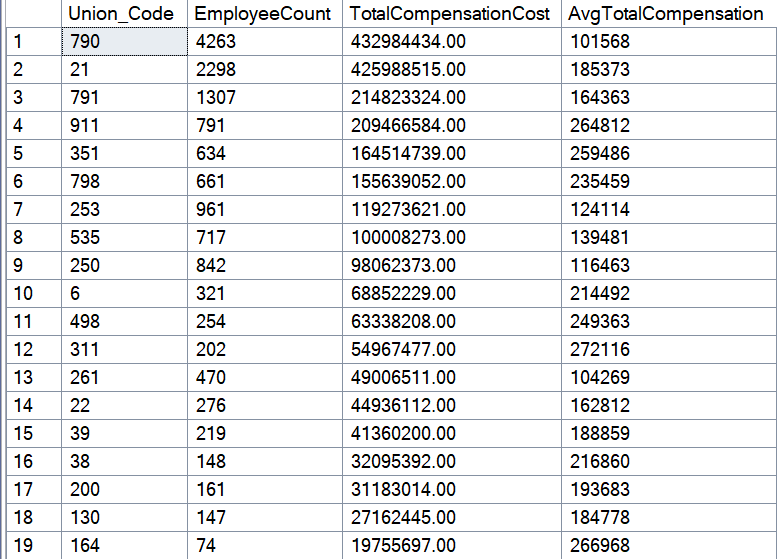 Union_Code EmployeeCount TotalCompensationCost AvgTotalCompensation
1 790 4263 432984434.00 101568
2 21 2298 425988515.00 185373
3 791 1307 214823324.00 164363
4 911 791 209466584.00 264812
5 351 634 164514739.00 259486
6 798 661 155639052.00 235459
7 253 961 119273621.00 124114
8 535 717 100008273.00 139481
9 250 842 98062373.00 116463
10 6 321 68852229.00 214492
11 498 254 63338208.00 249363
12 311 202 54967477.00 272116
13 261 470 49006511.00 104269
14 22 276 44936112.00 162812
15 39 219 41360200.00 188859
16 38 148 32095392.00 216860
17 200 161 31183014.00 193683
18 130 147 27162445.00 184778
19 164 74 19755697.00 266968